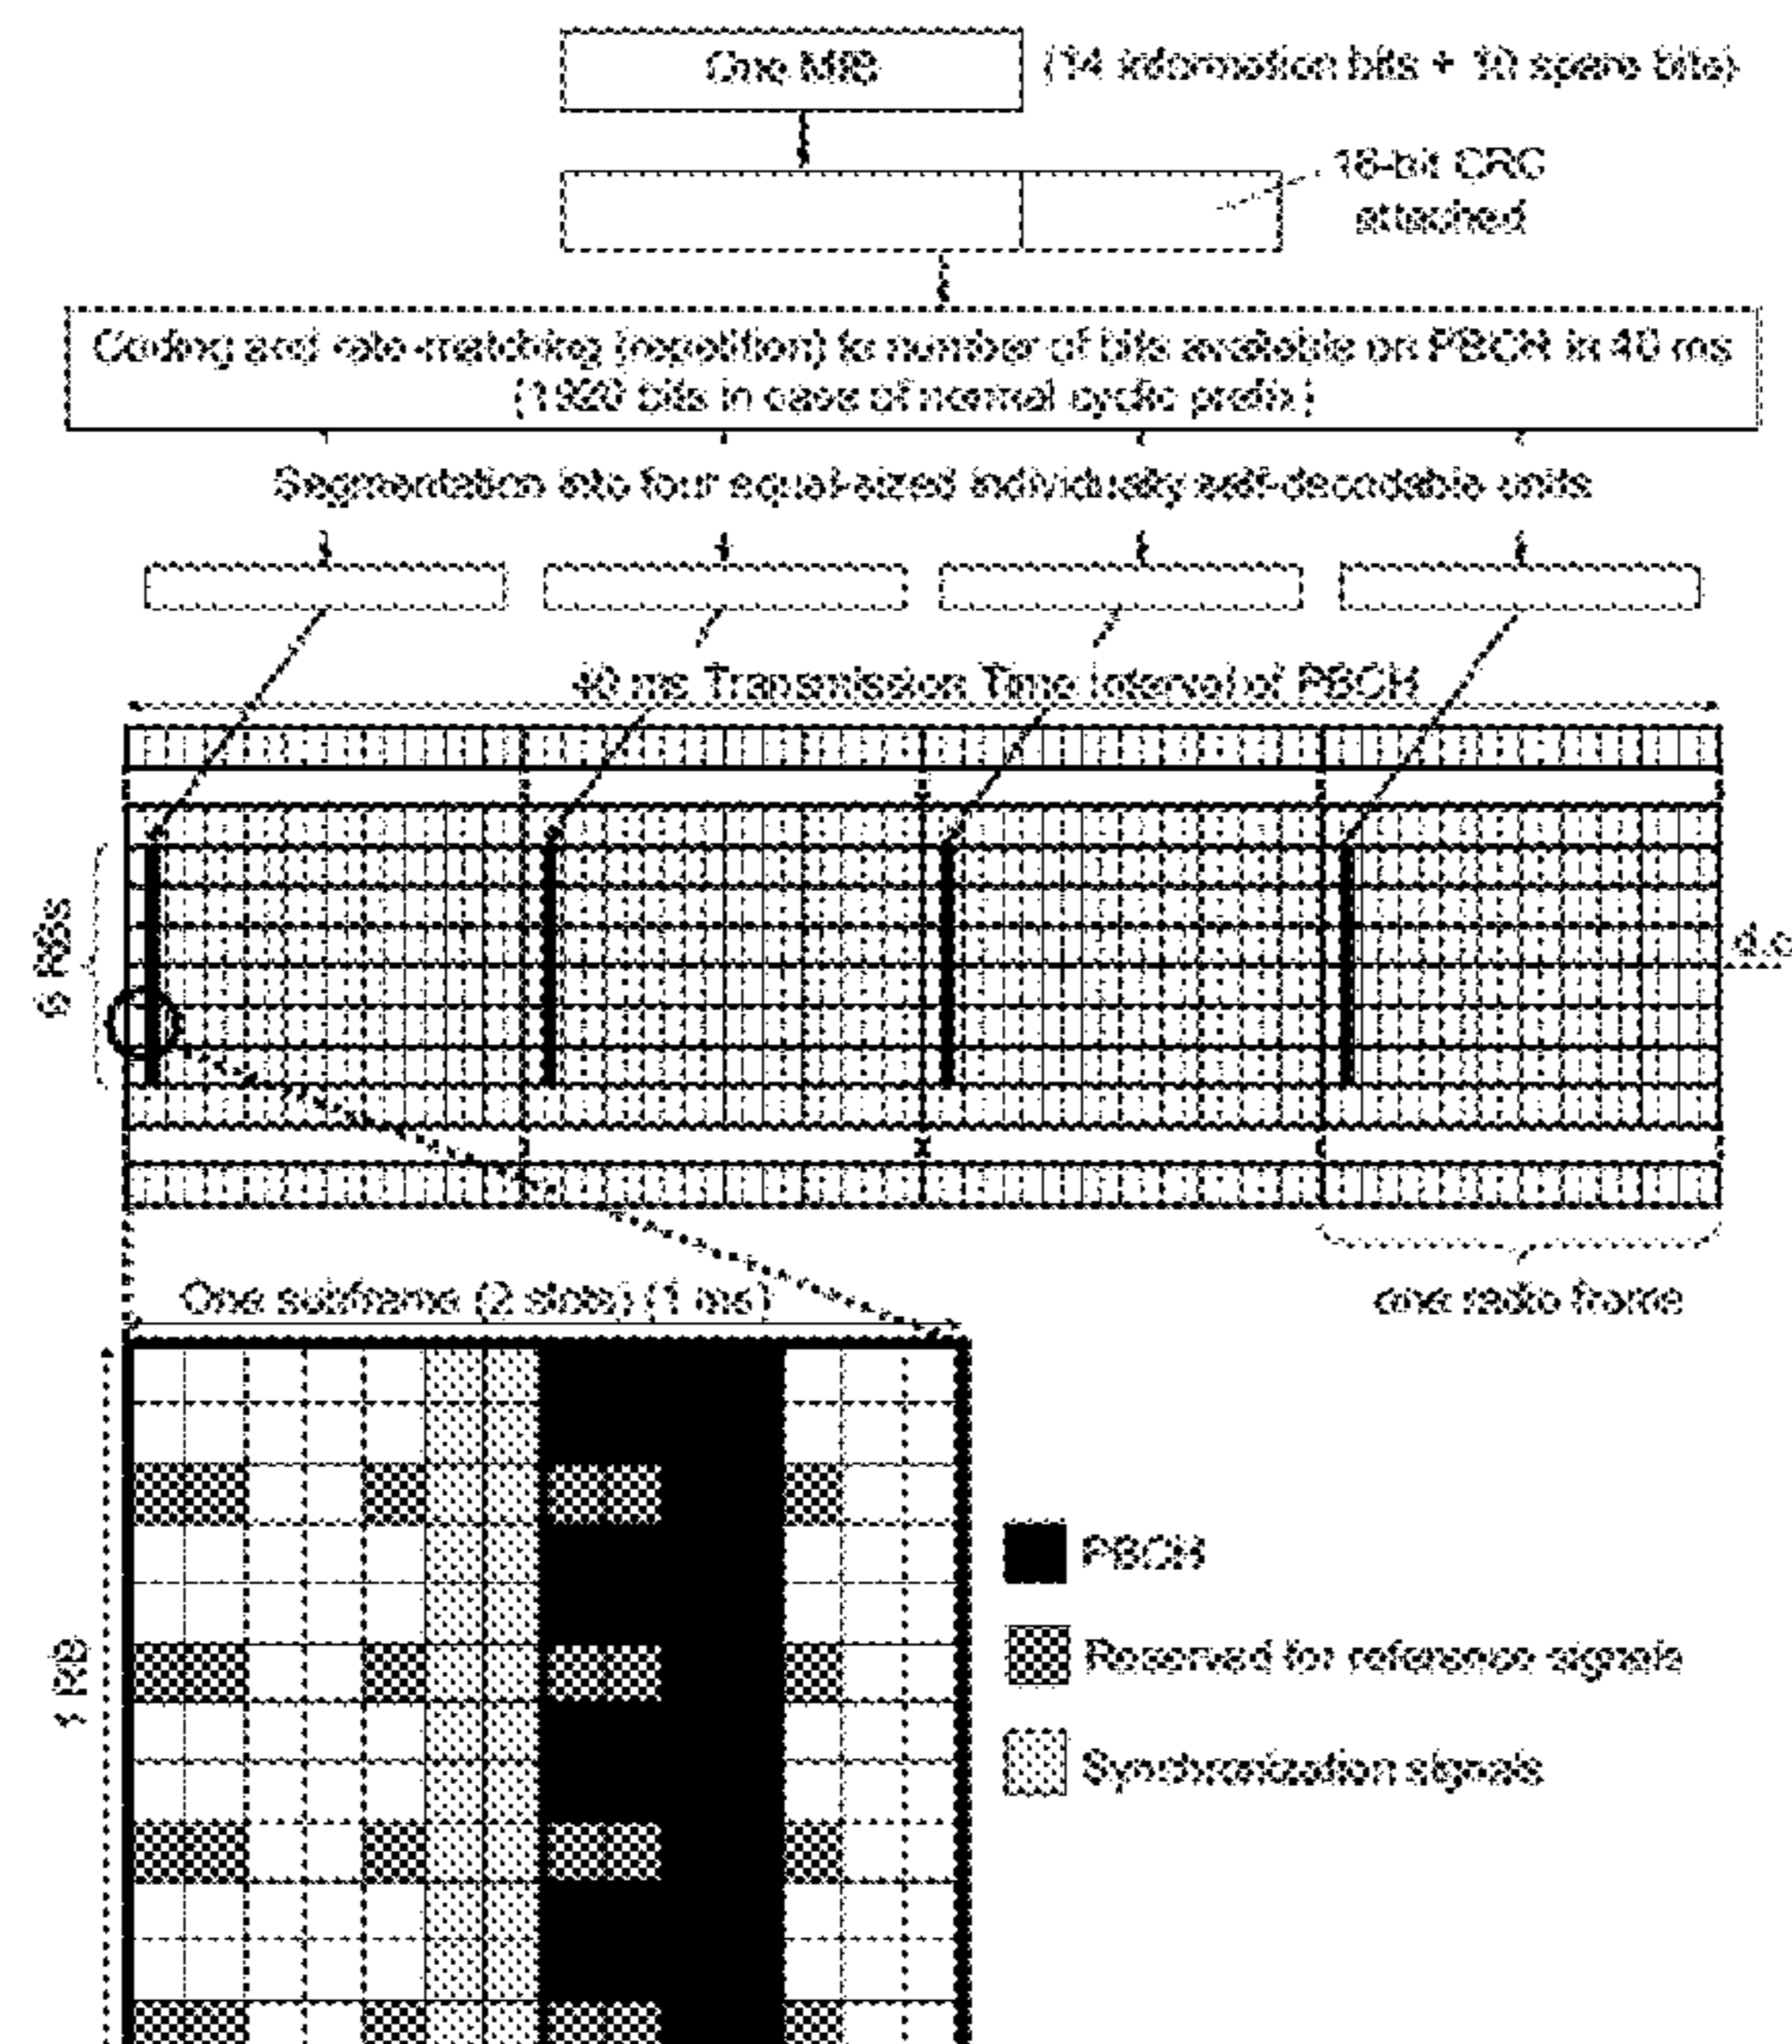 One MIB
(14 information bits + 10 spare bits)
16-bit CRC
attached
Coding and rate-matching (repetition) to number of bits available on PBCH in 40 ms
(1920 bits in case of normal cyclic prefix)
Segmentation into four equal-sized individually self-decodable units
40 ms Transmission Time Interval of PBCH
6 RBs
d.c
one radio frame
One subframe (2 slots) (1 ms)
1 RB
PBCH
Reserved for reference signals
Synchronization signals